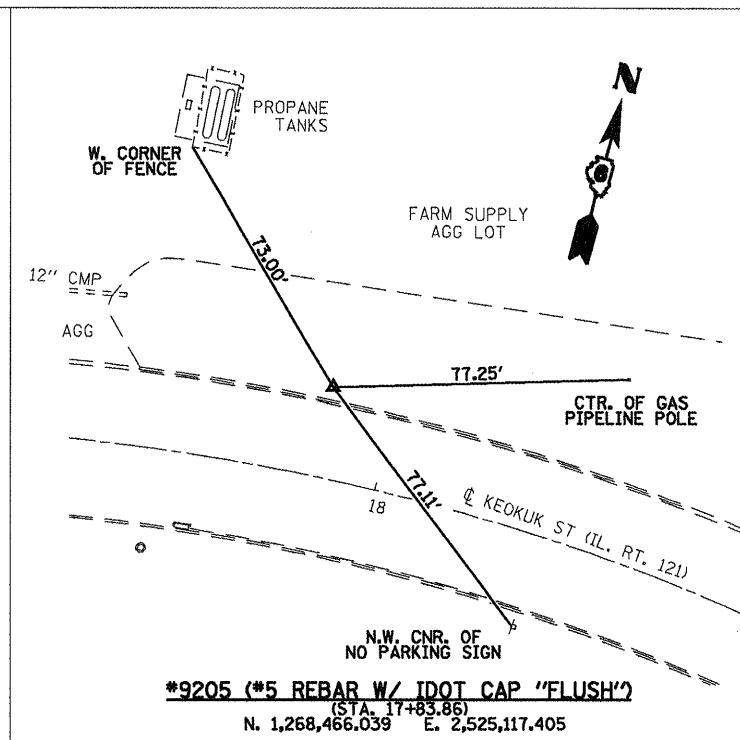 N
6
PROPANE
TANKS
W. CORNER
OF FENCE
FARM SUPPLY
AGG LOT
73.00'
12" CMP
AGG
77.25'
CTR. OF GAS
PIPELINE POLE
77.11'
18
℄ KEOKUK ST (IL. RT. 121)
N.W. CNR. OF
NO PARKING SIGN
#9205 (#5 REBAR W/ IDOT CAP "FLUSH")
(STA. 17+83.86)
N. 1,268,466.039 E. 2,525,117.405